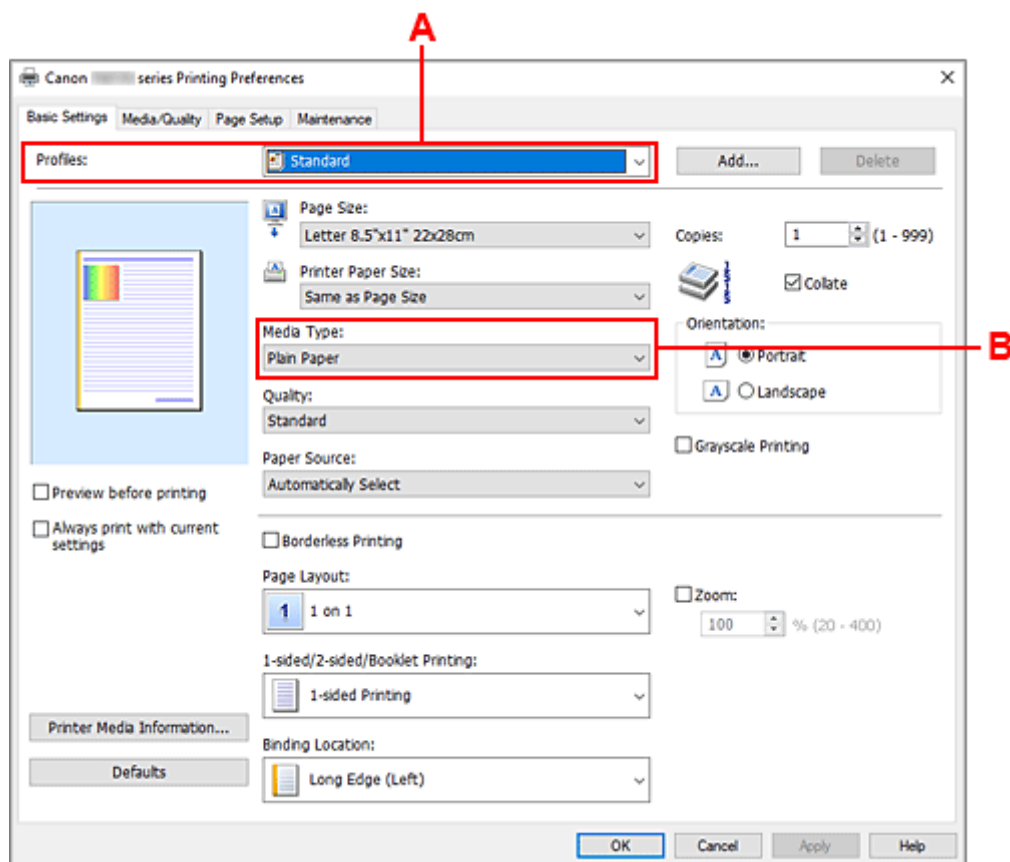 A
Canon series Printing Preferences
Basic Settings Media/Quality Page Setup Maintenance
Profiles: Standard Add... Delete
Page Size:
Letter 8.5"x11" 22x28cm
Copies: 1 (1 - 999)
Printer Paper Size:
Same as Page Size
Collate
Media Type:
Plain Paper
B
Orientation:
A Portrait
A Landscape
Quality:
Standard
Grayscale Printing
Paper Source:
Automatically Select
Preview before printing
Always print with current
settings
Borderless Printing
Page Layout:
1 1 on 1
Zoom:
100 % (20 - 400)
1-sided/2-sided/Booklet Printing:
1-sided Printing
Printer Media Information...
Binding Location:
Defaults
Long Edge (Left)
OK Cancel Apply Help